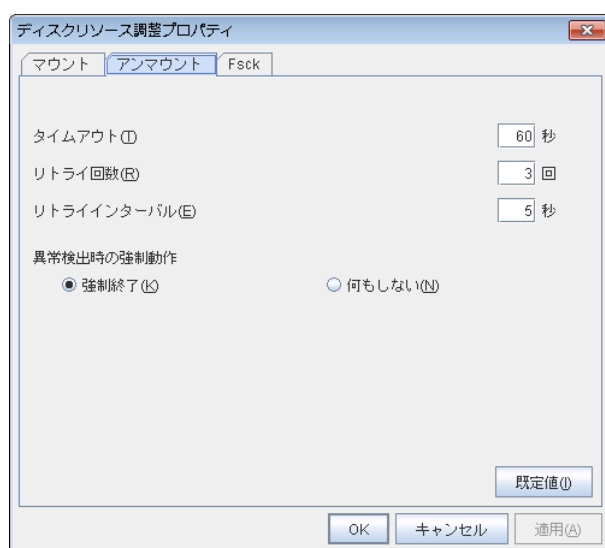 ディスクリソース調整プロパティ
マウント アンマウント Fsck
タイムアウト(T) 60 秒
リトライ回数(R) 3 回
リトライインターバル(E) 5 秒
異常検出時の強制動作
強制終了(K) 何もしない(N)
既定値(I)
OK キャンセル 適用(A)